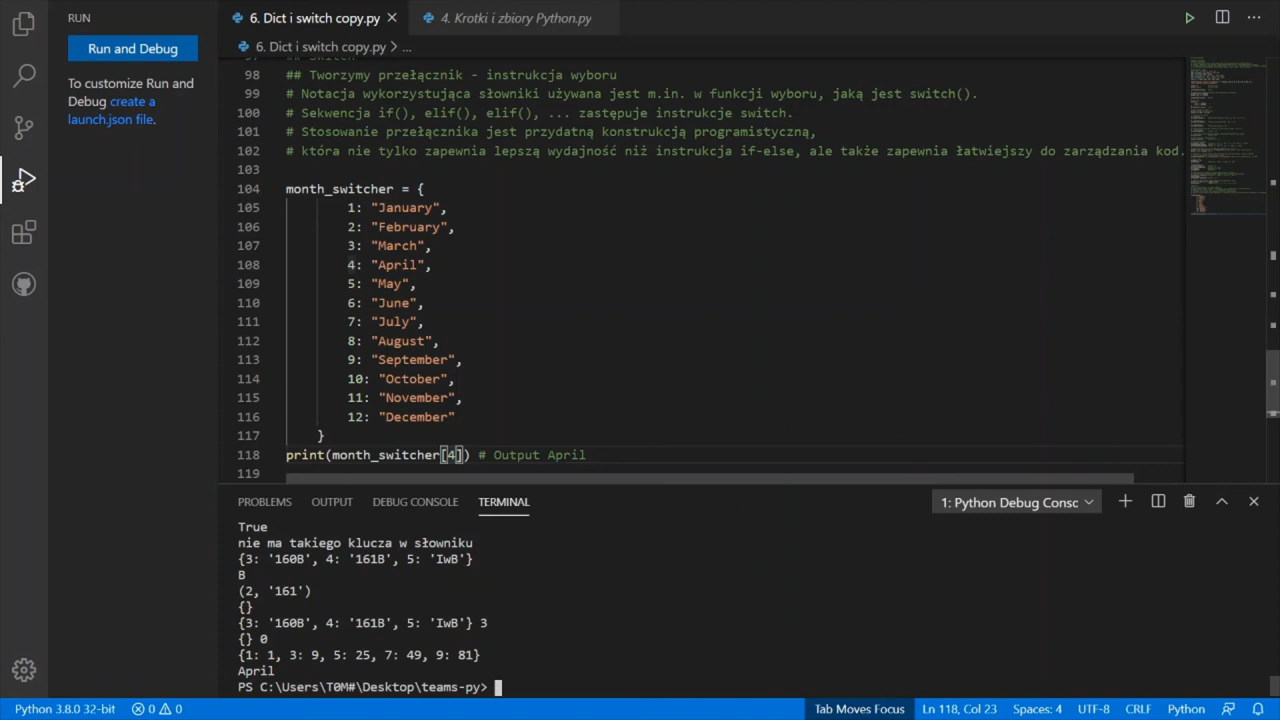 RUN
Run and Debug
To customize Run and
Debug create a
launch.json file.
6. Dict i switch copy.py
4. Krotki i zbiory Python.py
6. Dict i switch copy.py > ...
97 ## Switch
98 ## Tworzymy przełącznik - instrukcja wyboru
99 # Notacja wykorzystująca słowniki używana jest m.in. w funkcji wyboru, jaką jest switch().
100 # Sekwencja if(), elif(), elif(), ... zastępuje instrukcje switch.
101 # Stosowanie przełącznika jest przydatną konstrukcją programistyczną,
102 # która nie tylko zapewnia lepszą wydajność niż instrukcja if-else, ale także zapewnia łatwiejszy do zarządzania kod.
103
104 month_switcher = {
105 1: "January",
106 2: "February",
107 3: "March",
108 4: "April",
109 5: "May",
110 6: "June",
111 7: "July",
112 8: "August",
113 9: "September",
114 10: "October",
115 11: "November",
116 12: "December"
117 }
118 print(month_switcher[4]) # Output April
119
PROBLEMS OUTPUT DEBUG CONSOLE TERMINAL 1: Python Debug Consc
True
nie ma takiego klucza w słowniku
{3: '160B', 4: '161B', 5: 'IwB'}
B
(2, '161')
{}
{3: '160B', 4: '161B', 5: 'IwB'} 3
{} 0
{1: 1, 3: 9, 5: 25, 7: 49, 9: 81}
April
PS C:\Users\T0M#\Desktop\teams-py>
Python 3.8.0 32-bit 0 0 Tab Moves Focus Ln 118, Col 23 Spaces: 4 UTF-8 CRLF Python